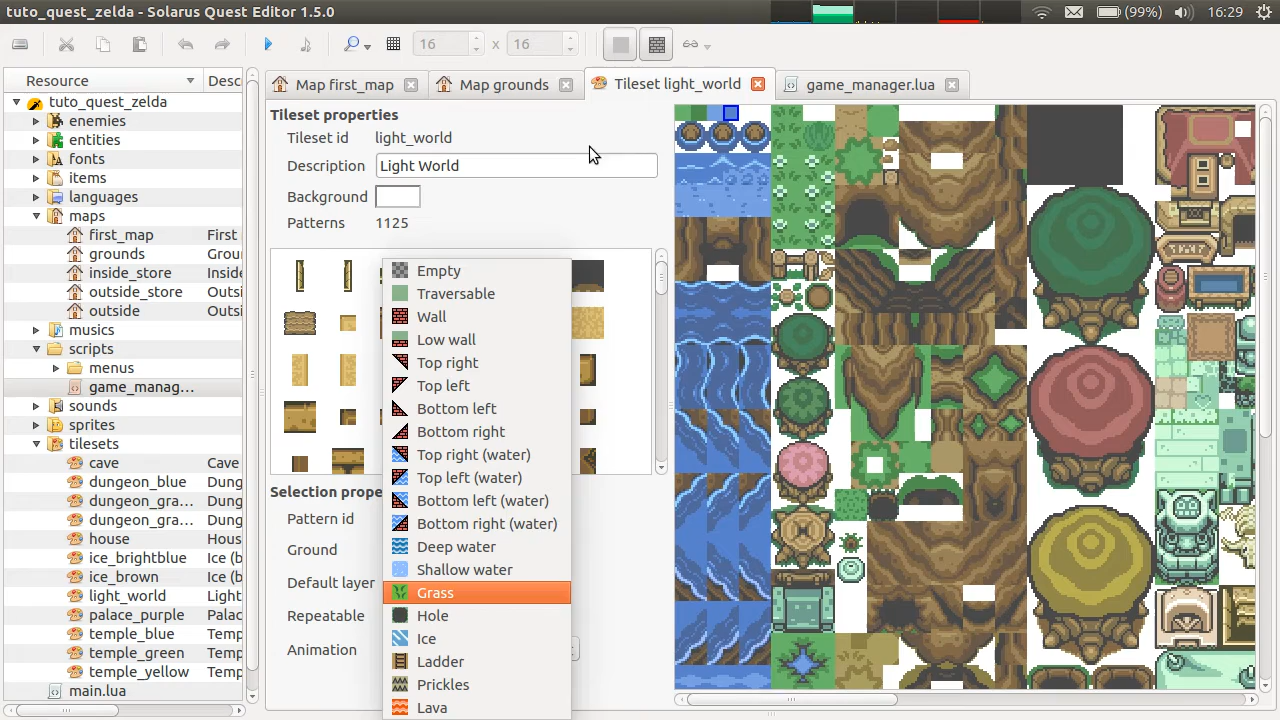 tuto_quest_zelda - Solarus Quest Editor 1.5.0
(99%)
16:29
16 x 16
Resource
Desc
Map first_map
Map grounds
Tileset light_world
game_manager.lua
tuto_quest_zelda
enemies
entities
fonts
items
languages
maps
first_map First
grounds Grou
inside_store Inside
outside_store Outsid
outside Outsid
musics
scripts
menus
game_manag...
sounds
sprites
tilesets
cave Cave
dungeon_blue Dung
dungeon_gra... Dung
dungeon_gra... Dung
house Hous
ice_brightblue Ice (b
ice_brown Ice (b
light_world Light
palace_purple Palac
temple_blue Temp
temple_green Temp
temple_yellow Temp
main.lua
Tileset properties
Tileset id light_world
Description Light World
Background
Patterns 1125
Selection prope
Pattern id
Ground
Default layer
Repeatable
Animation
Empty
Traversable
Wall
Low wall
Top right
Top left
Bottom left
Bottom right
Top right (water)
Top left (water)
Bottom left (water)
Bottom right (water)
Deep water
Shallow water
Grass
Hole
Ice
Ladder
Prickles
Lava